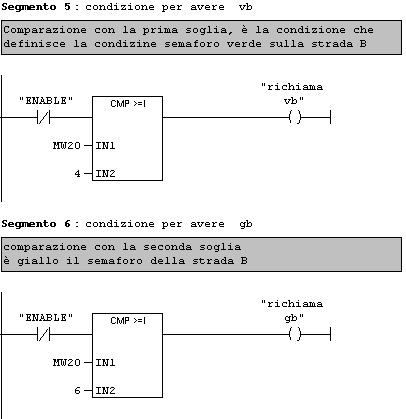 Segmento 5 : condizione per avere vb
Comparazione con la prima soglia, è la condizione che
definisce la condizine semaforo verde sulla strada B
"richiama
vb"
"ENABLE"
CMP >=I
MW20 IN1
4 IN2
Segmento 6 : condizione per avere gb
comparazione con la seconda soglia
è giallo il semaforo della strada B
"richiama
gb"
"ENABLE"
CMP >=I
MW20 IN1
6 IN2